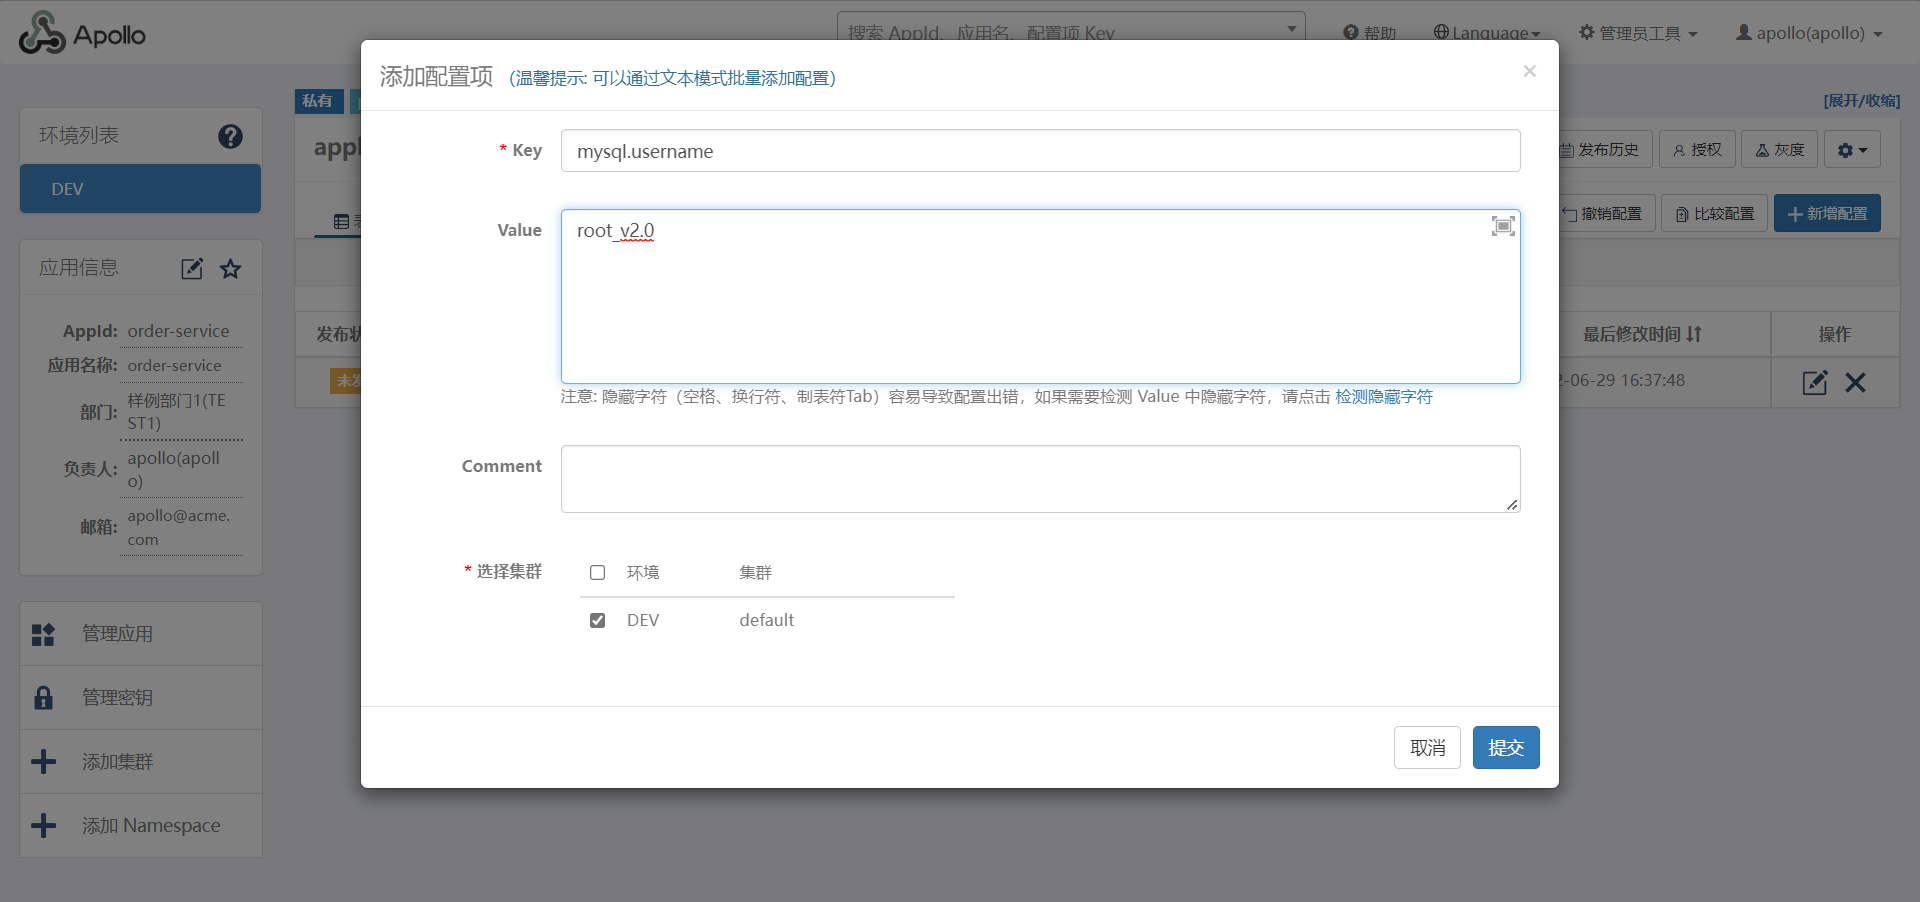 Apollo
搜索 AppId、应用名、配置项 Key
帮助
Language
管理员工具
apollo(apollo)
私有
[展开/收缩]
环境列表
DEV
appl
发布历史
授权
灰度
撤销配置
比较配置
新增配置
应用信息
AppId: order-service
应用名称: order-service
部门: 样例部门1(TE
ST1)
负责人: apollo(apoll
o)
邮箱: apollo@acme.
com
发布状
最后修改时间
操作
未发
-06-29 16:37:48
管理应用
管理密钥
添加集群
添加 Namespace
添加配置项 (温馨提示: 可以通过文本模式批量添加配置)
×
* Key mysql.username
Value root_v2.0
注意: 隐藏字符（空格、换行符、制表符Tab）容易导致配置出错，如果需要检测 Value 中隐藏字符，请点击 检测隐藏字符
Comment
* 选择集群 环境 集群
DEV default
取消 提交